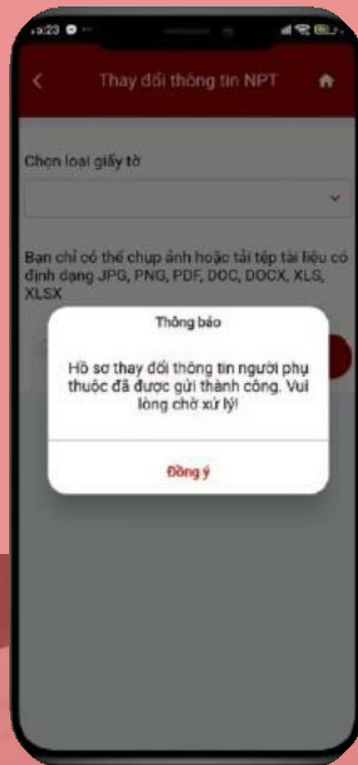 Thay đổi thông tin NPT
Chọn loại giấy tờ
Bạn chỉ có thể chụp ảnh hoặc tải tệp tài liệu có
định dạng JPG, PNG, PDF, DOC, DOCX, XLS,
XLSX
Thông báo
Hồ sơ thay đổi thông tin người phụ
thuộc đã được gửi thành công. Vui
lòng chờ xử lý!
Đồng ý